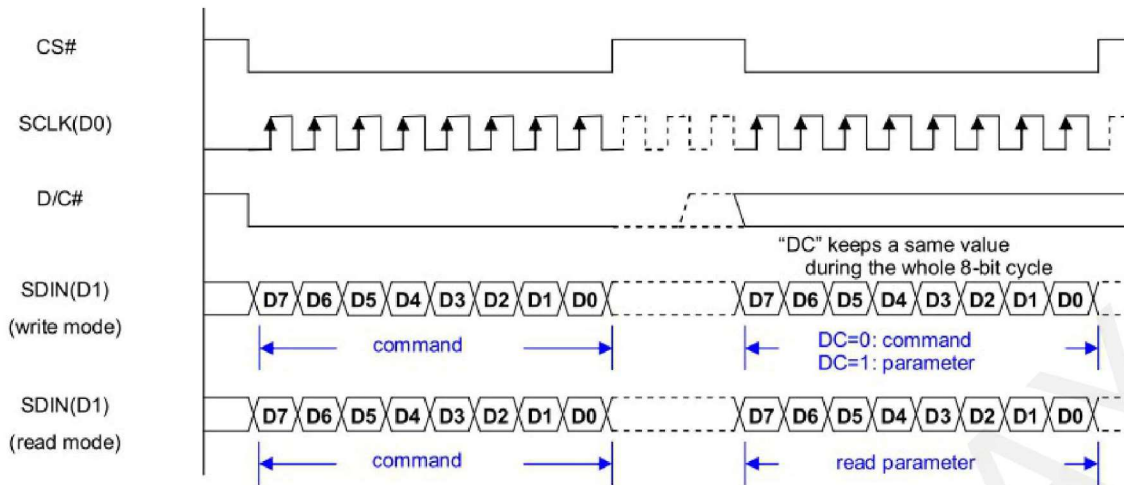 CS#
SCLK(D0)
D/C#
"DC" keeps a same value
during the whole 8-bit cycle
SDIN(D1)
(write mode)
D7 D6 D5 D4 D3 D2 D1 D0 D7 D6 D5 D4 D3 D2 D1 D0
command
DC=0: command
DC=1: parameter
SDIN(D1)
(read mode)
D7 D6 D5 D4 D3 D2 D1 D0 D7 D6 D5 D4 D3 D2 D1 D0
command
read parameter